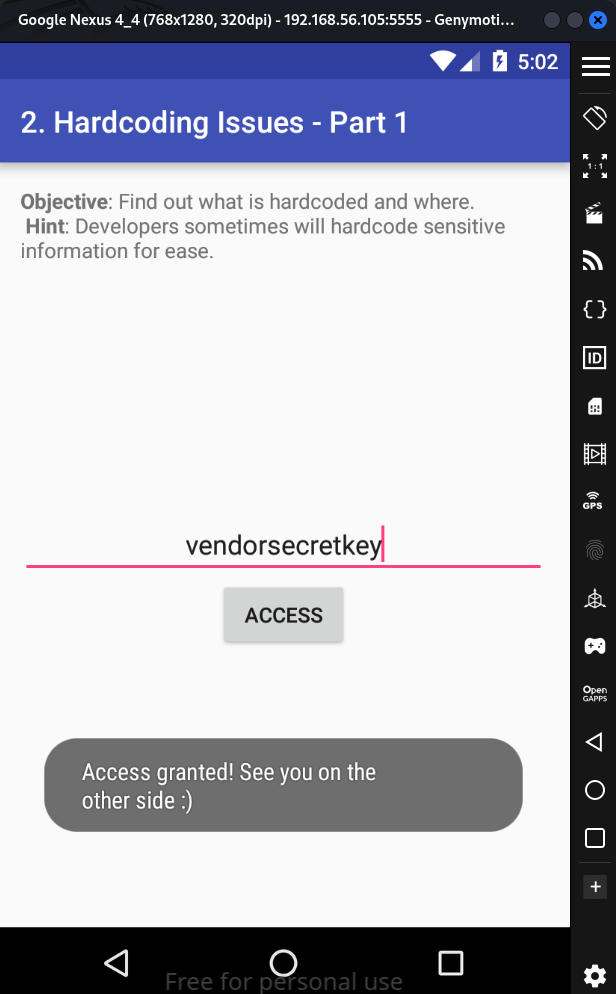 Google Nexus 4_4 (768x1280, 320dpi) - 192.168.56.105:5555 - Genymoti...
5:02
2. Hardcoding Issues - Part 1
Objective: Find out what is hardcoded and where.
Hint: Developers sometimes will hardcode sensitive
information for ease.
vendorsecretkey
ACCESS
Access granted! See you on the
other side :)
Free for personal use
1:1
ID
GPS
Open
GAPPS